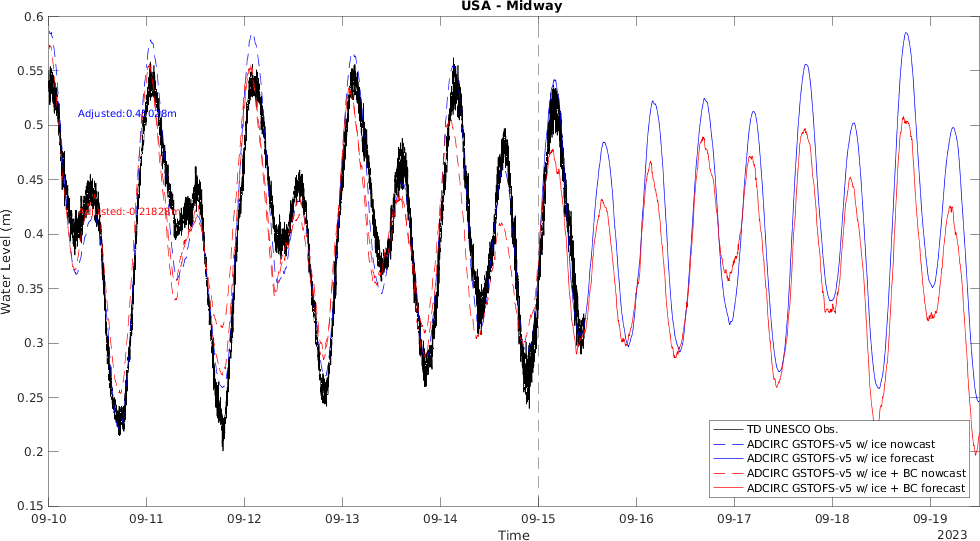 USA - Midway
0.6
0.55
0.5
0.45
0.4
0.35
0.3
0.25
0.2
0.15
Water Level (m)
09-10
09-11
09-12
09-13
09-14
09-15
09-16
09-17
09-18
09-19
Time
2023
TD UNESCO Obs.
ADCIRC GSTOFS-v5 w/ ice nowcast
ADCIRC GSTOFS-v5 w/ ice forecast
ADCIRC GSTOFS-v5 w/ ice + BC nowcast
ADCIRC GSTOFS-v5 w/ ice + BC forecast